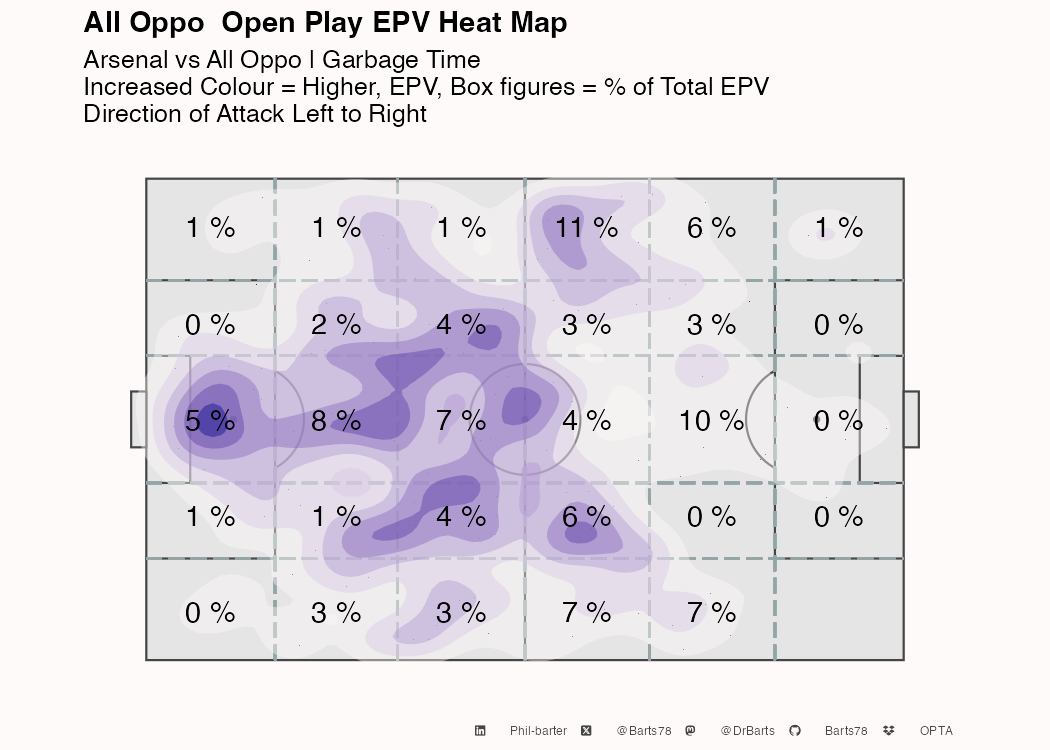 All Oppo  Open Play EPV Heat Map
Arsenal vs All Oppo | Garbage Time
Increased Colour = Higher, EPV, Box figures = % of Total EPV
Direction of Attack Left to Right
1 % 1 % 1 % 11 % 6 % 1 %
0 % 2 % 4 % 3 % 3 % 0 %
5 % 8 % 7 % 4 % 10 % 0 %
1 % 1 % 4 % 6 % 0 % 0 %
0 % 3 % 3 % 7 % 7 %
Phil-barter @Barts78 @DrBarts Barts78 OPTA